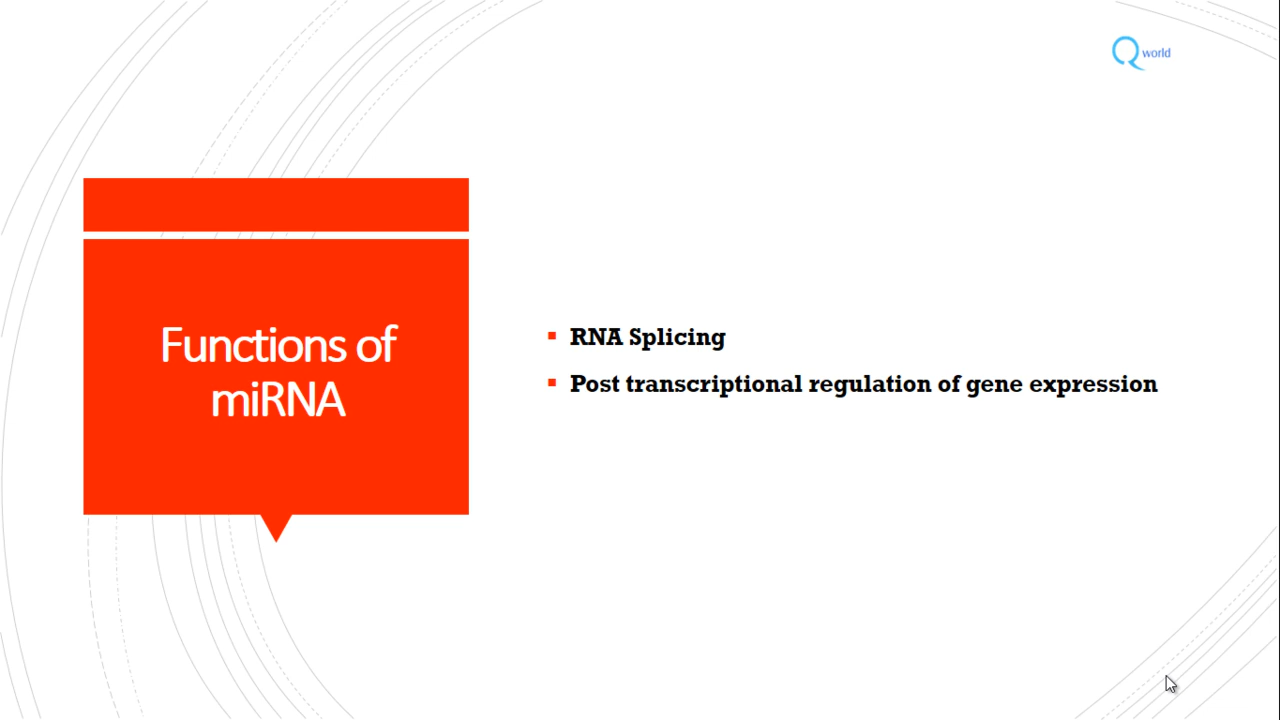 Q world
Functions of
miRNA
RNA Splicing
Post transcriptional regulation of gene expression